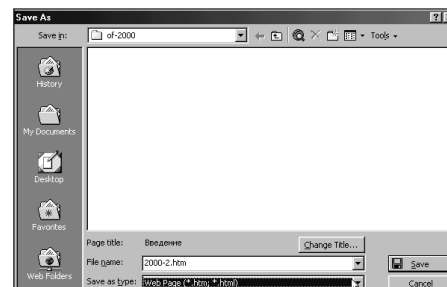 Save As
Save in:
of-2000
Tools
History
My Documents
Desktop
Favorites
Web Folders
Page title:
Введение
Change Title...
File name:
2000-2.htm
Save
Save as type:
Web Page (*.htm; *.html)
Cancel